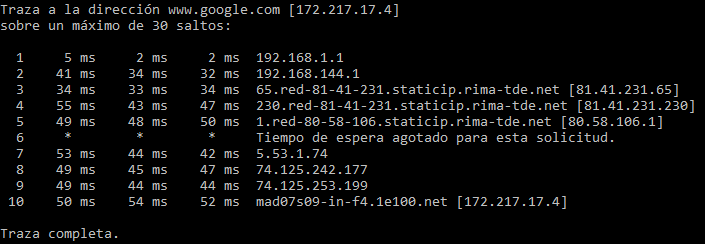 Traza a la dirección www.google.com [172.217.17.4]
sobre un máximo de 30 saltos:
1 5 ms 2 ms 2 ms 192.168.1.1
2 41 ms 34 ms 32 ms 192.168.144.1
3 34 ms 33 ms 34 ms 65.red-81-41-231.staticip.rima-tde.net [81.41.231.65]
4 55 ms 43 ms 47 ms 230.red-81-41-231.staticip.rima-tde.net [81.41.231.230]
5 49 ms 48 ms 50 ms 1.red-80-58-106.staticip.rima-tde.net [80.58.106.1]
6 * * * Tiempo de espera agotado para esta solicitud.
7 53 ms 44 ms 42 ms 5.53.1.74
8 49 ms 45 ms 47 ms 74.125.242.177
9 49 ms 44 ms 44 ms 74.125.253.199
10 50 ms 54 ms 52 ms mad07s09-in-f4.1e100.net [172.217.17.4]
Traza completa.